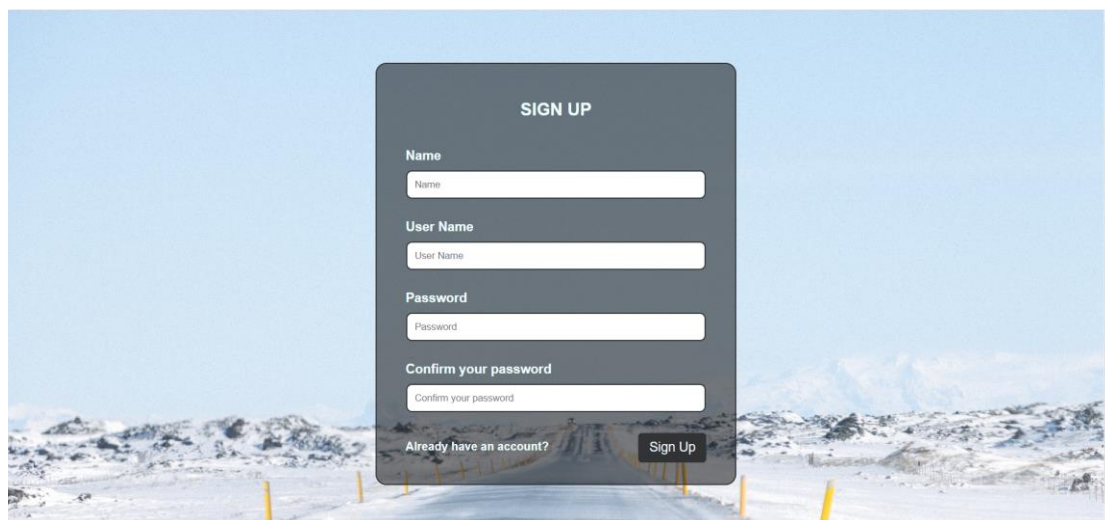 SIGN UP
Name
Name
User Name
User Name
Password
Password
Confirm your password
Confirm your password
Already have an account? Sign Up